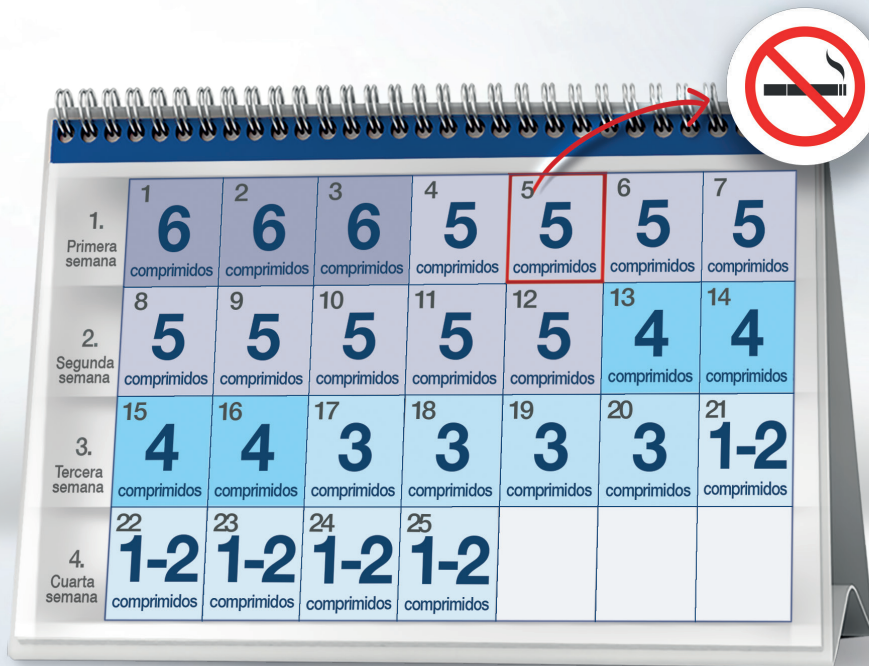 1 2 3 4 5 6 7
1. 6 6 6 5 5 5 5
Primera
semana
comprimidos comprimidos comprimidos comprimidos comprimidos comprimidos comprimidos
8 9 10 11 12 13 14
2. 5 5 5 5 5 4 4
Segunda
semana
comprimidos comprimidos comprimidos comprimidos comprimidos comprimidos comprimidos
15 16 17 18 19 20 21
3. 4 4 3 3 3 3 1-2
Tercera
semana
comprimidos comprimidos comprimidos comprimidos comprimidos comprimidos comprimidos
22 23 24 25
4. 1-2 1-2 1-2 1-2
Cuarta
semana
comprimidos comprimidos comprimidos comprimidos